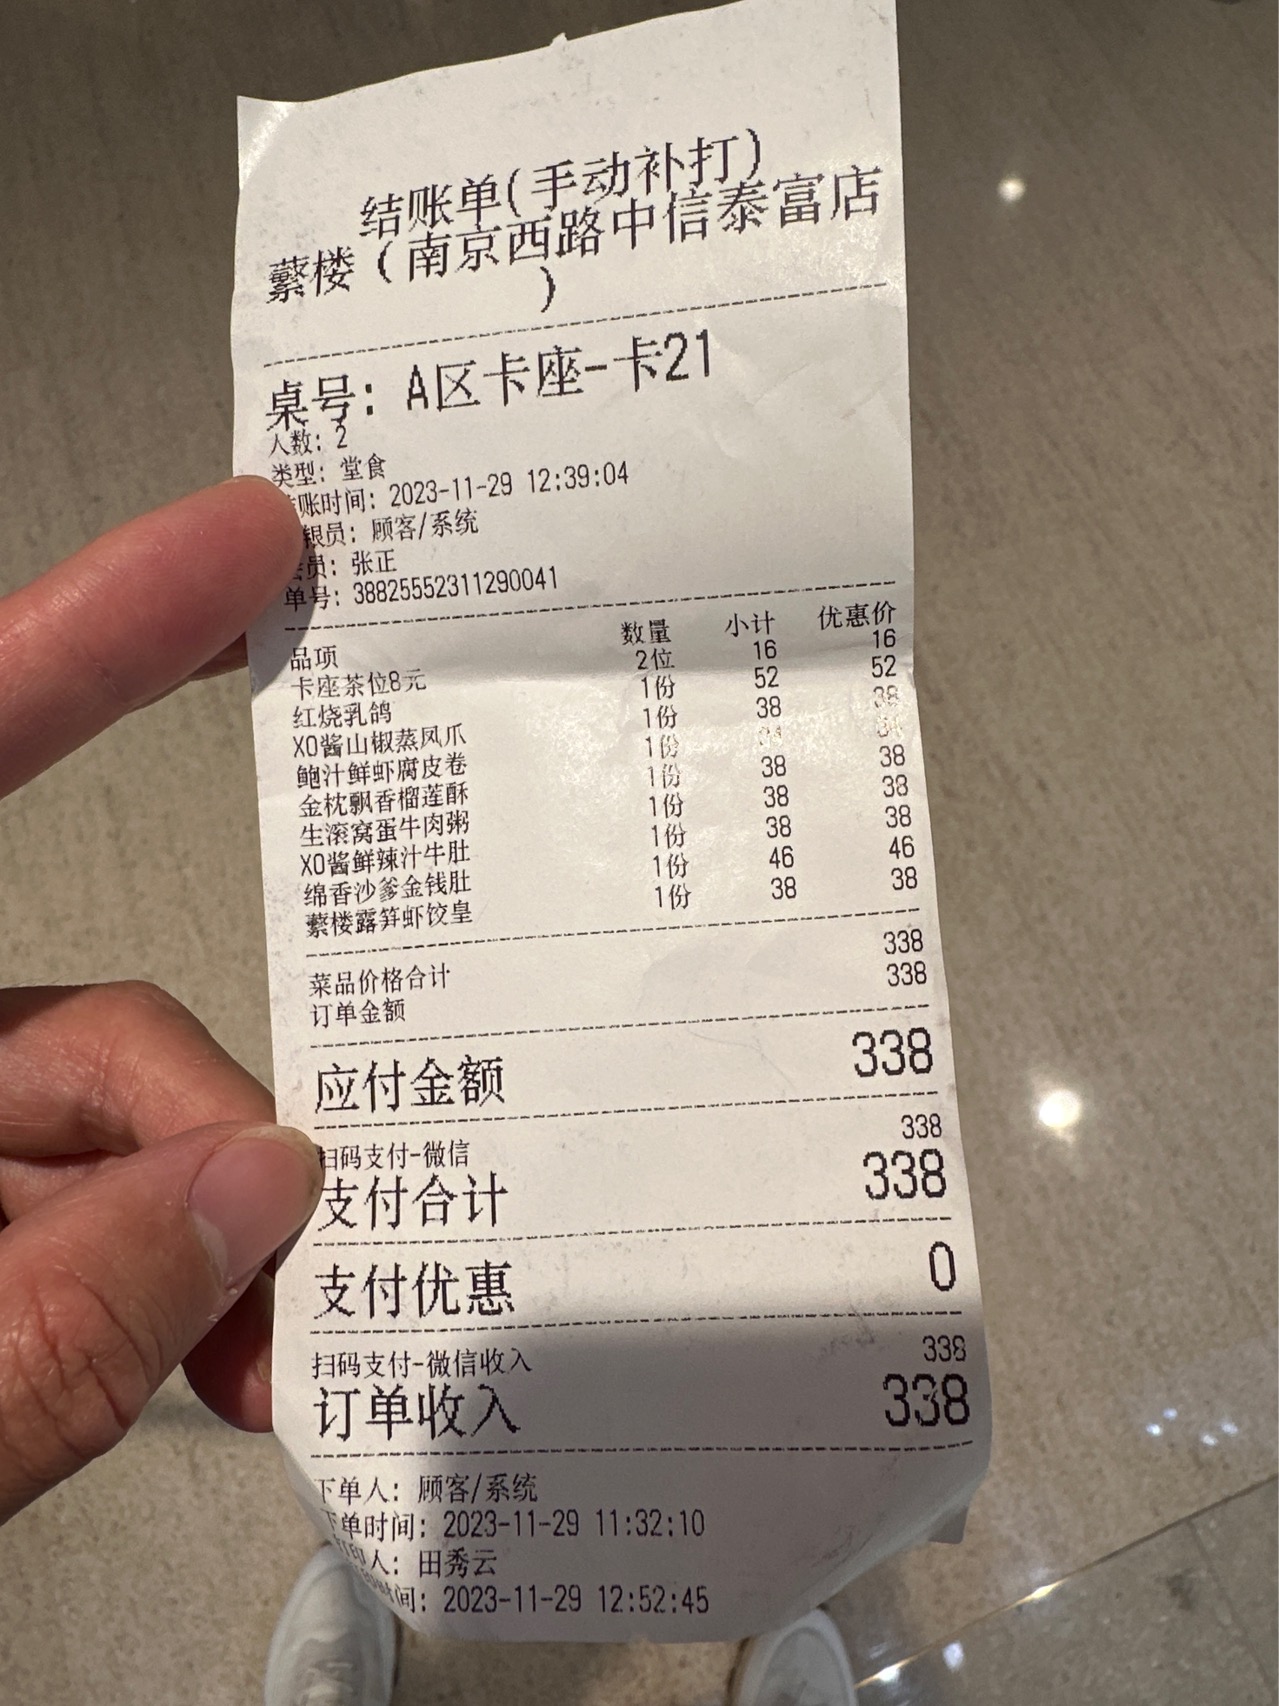 结账单(手动补打)
蘩楼（南京西路中信泰富店
）
桌号: A区卡座-卡21
人数: 2
类型: 堂食
账时间: 2023-11-29 12:39:04
银员: 顾客/系统
员: 张正
单号: 38825552311290041
品项 数量 小计 优惠价
卡座茶位8元 2位 16 16
红烧乳鸽 1份 52 52
XO酱山椒蒸凤爪 1份 38 38
鲍汁鲜虾腐皮卷 1份
金枕飘香榴莲酥 1份 38 38
生滚窝蛋牛肉粥 1份 38 38
XO酱鲜辣汁牛肚 1份 38 38
绵香沙爹金钱肚 1份 46 46
蘩楼露笋虾饺皇 1份 38 38
菜品价格合计 338
订单金额 338
应付金额 338
扫码支付-微信 338
支付合计 338
支付优惠 0
扫码支付-微信收入 338
订单收入 338
下单人: 顾客/系统
下单时间: 2023-11-29 11:32:10
人: 田秀云
间: 2023-11-29 12:52:45